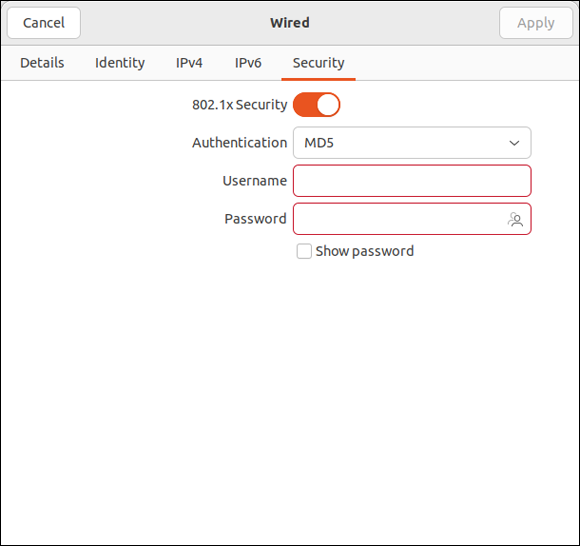 Cancel Wired Apply
Details Identity IPv4 IPv6 Security
802.1x Security
Authentication MD5
Username
Password
Show password